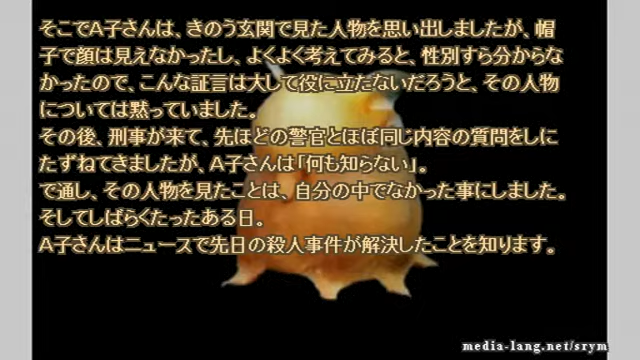 そこでA子さんは、きのう玄関で見た人物を思い出しましたが、帽
子で顔は見えなかったし、よくよく考えてみると、性別すら分からな
かったので、こんな証言は大して役に立たないだろうと、その人物
については黙っていました。
その後、刑事が来て、先ほどの警官とほぼ同じ内容の質問をしに
たずねてきましたが、A子さんは「何も知らない」。
で通し、その人物を見たことは、自分の中でなかった事にしました。
そしてしばらくたったある日。
A子さんはニュースで先日の殺人事件が解決したことを知ります。
media-lang.net/srym